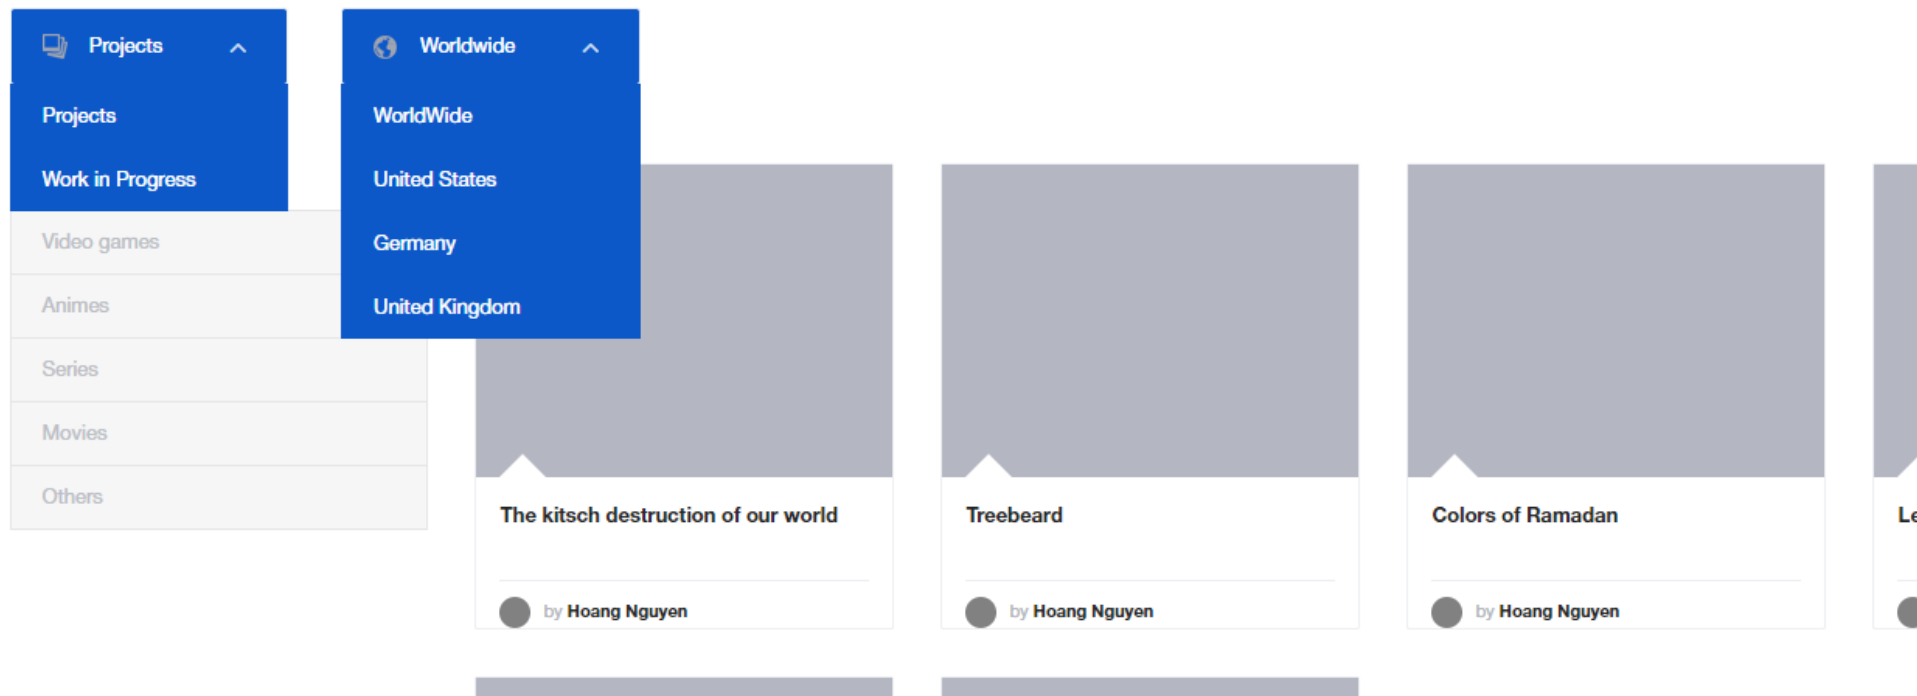 Projects
Worldwide
Projects
Work in Progress
WorldWide
United States
Germany
United Kingdom
Video games
Animes
Series
Movies
Others
The kitsch destruction of our world
by Hoang Nguyen
Treebeard
by Hoang Nguyen
Colors of Ramadan
by Hoang Nguyen
Le